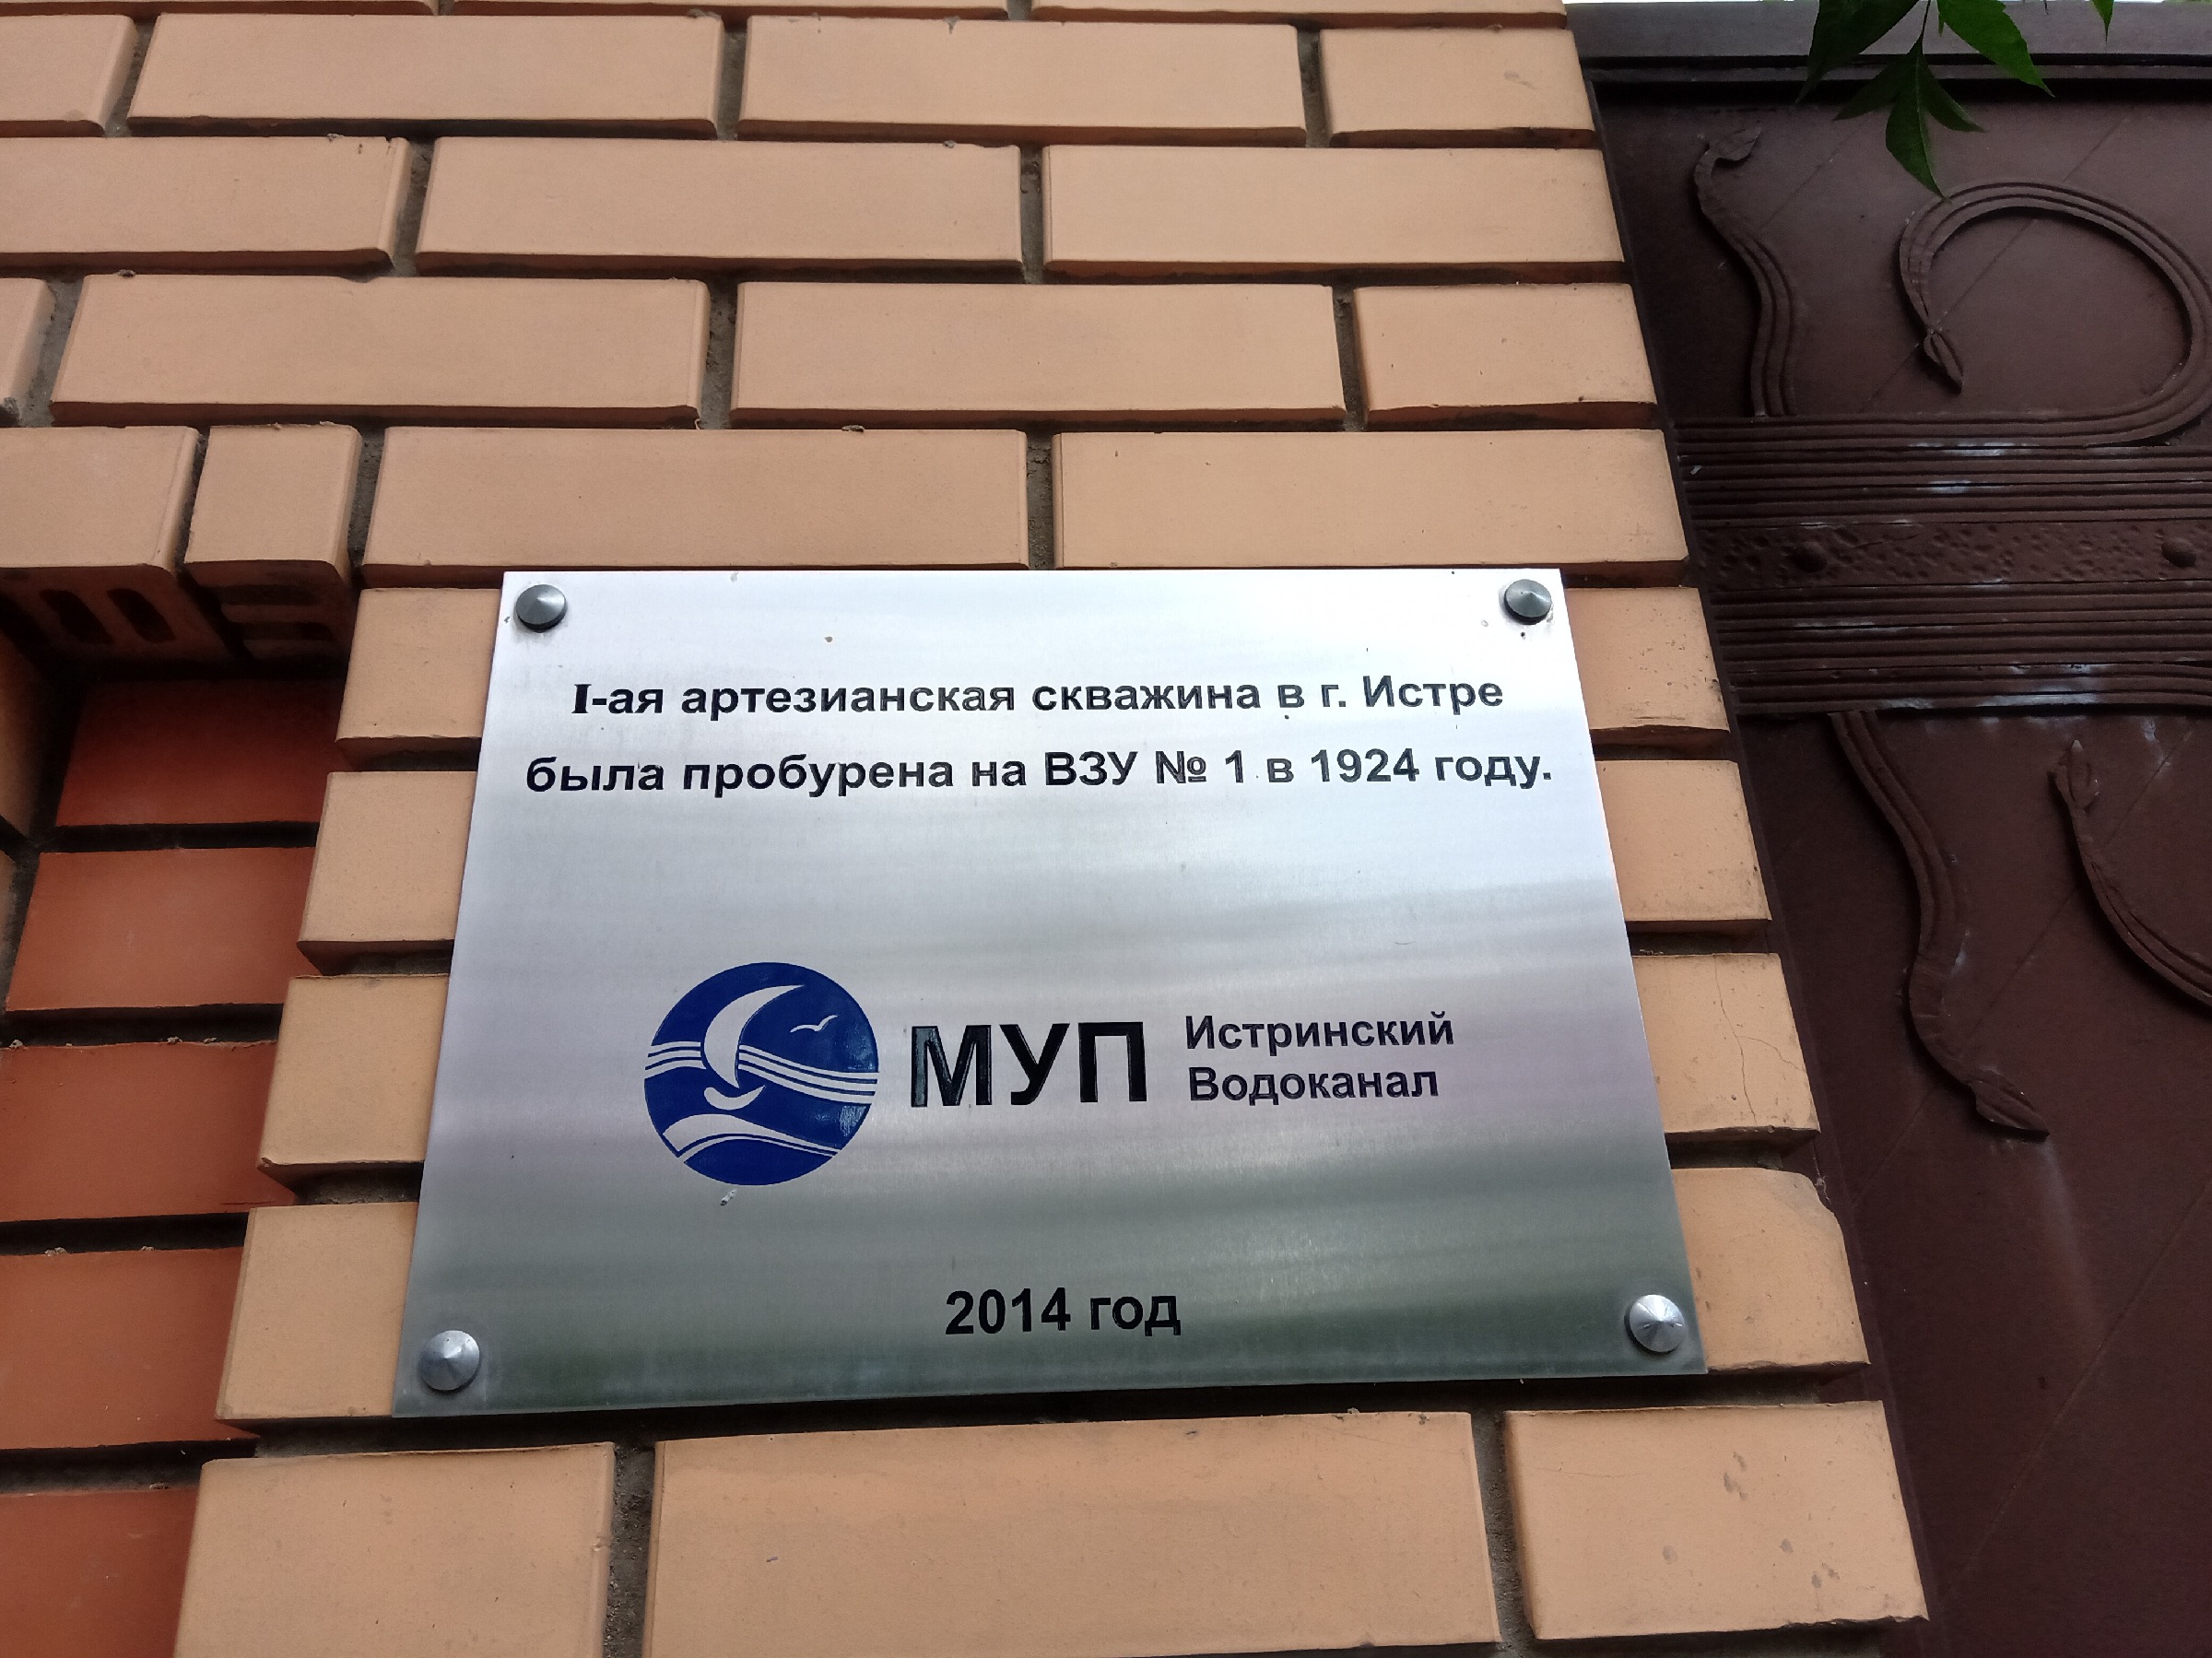 I-ая артезианская скважина в г. Истре
была пробурена на ВЗУ № 1 в 1924 году.
МУП Истринский
Водоканал
2014 год